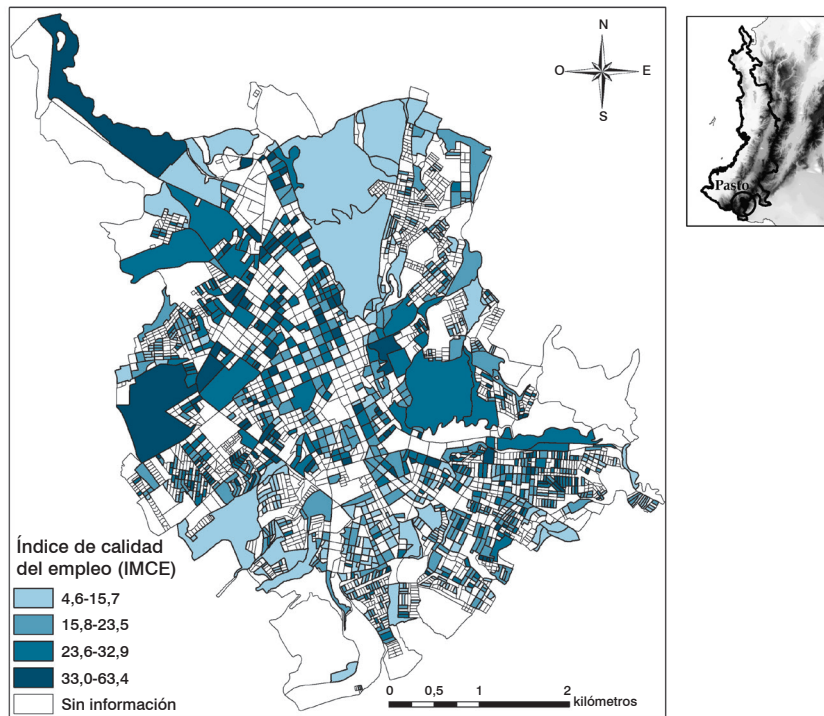 N
O E
S
Pasto
Índice de calidad
del empleo (IMCE)
4,6-15,7
15,8-23,5
23,6-32,9
33,0-63,4
Sin información
0 0,5 1 2
kilómetros